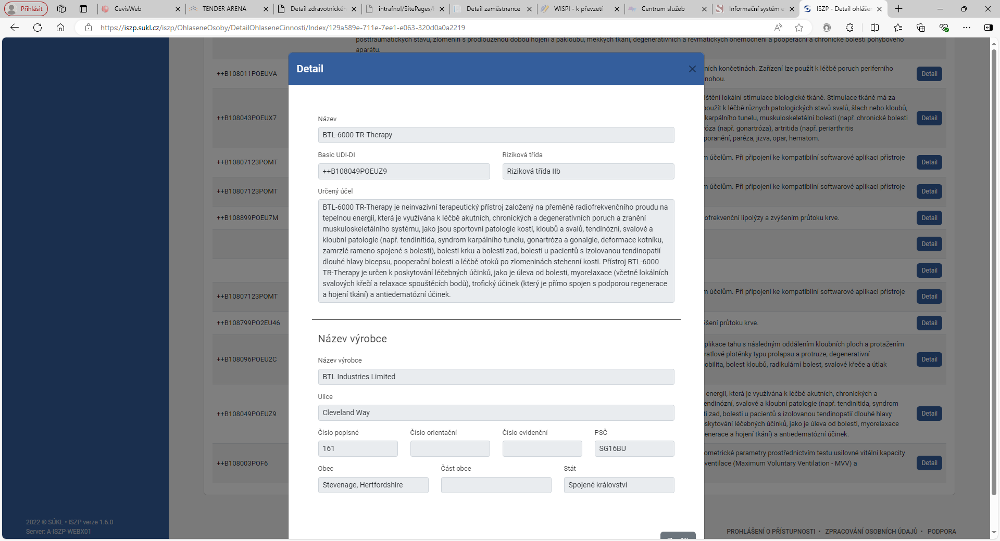 Přihlásit
CevisWeb
TENDER ARENA
Detail zdravotnickéh
intrafnol/SitePages/
Detail zaměstnance
WISPI - k převzetí
Centrum služeb
Informační systém e
ISZP - Detail ohlášen
https://iszp.sukl.cz/iszp/OhlaseneOsoby/DetailOhlaseneCinnosti/Index/129a589e-711e-7ee1-e063-320d0a0a2219
posttraumatických stavů, zlomenin s prodlouženou dobou hojení a pakloubů, měkkých tkání, degenerativních a revmatických onemocnění a pooperační a chronické bolesti pohybového
aparátu.
++B108011POEUVA
ních končetinách. Zařízení lze použít k léčbě poruch periferního
nohou.
Detail
++B108043POEUX7
ištění lokální stimulace biologické tkáně. Stimulace tkáně má za
použít k léčbě různých patologických stavů svalů, šlach nebo kloubů,
karpálního tunelu, muskuloskeletální bolesti (např. chronické bolesti
óza (např. gonartróza), artritida (např. periarthritis
poranění, paréza, jizva, opar, hematom.
Detail
++B10807123POMT
m účelům. Při připojení ke kompatibilní softwarové aplikaci přístroje
Detail
++B10807123POMT
m účelům. Při připojení ke kompatibilní softwarové aplikaci přístroje
Detail
++B108899POEU7M
ofrekvenční lipolýzy a zvýšením průtoku krve.
Detail
Detail
Detail
++B10807123POMT
m účelům. Při připojení ke kompatibilní softwarové aplikaci přístroje
Detail
++B108799PO2EU46
ýšení průtoku krve.
Detail
++B108096POEU2C
plikace tahu s následným oddálením kloubních ploch a protažením
ratlové ploténky typu prolapsu a protruze, degenerativní
obilita, bolest kloubů, radikulární bolest, svalové křeče a útlak
Detail
++B108049POEUZ9
energii, která je využívána k léčbě akutních, chronických a
endinózní, svalové a kloubní patologie (např. tendinitida, syndrom
ti zad, bolesti u pacientů s izolovanou tendinopatií dlouhé hlavy
skytování léčebných účinků, jako je úleva od bolesti, myorelaxace
enerace a hojení tkání) a antiedematózní účinek.
Detail
++B108003POF6
ometrické parametry prostřednictvím testu usilovné vitální kapacity
ventilace (Maximum Voluntary Ventilation - MVV) a
Detail
Detail
Název
BTL-6000 TR-Therapy
Basic UDI-DI
Riziková třída
++B108049POEUZ9
Riziková třída IIb
Určený účel
BTL-6000 TR-Therapy je neinvazivní terapeutický přístroj založený na přeměně radiofrekvenčního proudu na
tepelnou energii, která je využívána k léčbě akutních, chronických a degenerativních poruch a zranění
muskuloskeletálního systému, jako jsou sportovní patologie kostí, kloubů a svalů, tendinózní, svalové a
kloubní patologie (např. tendinitida, syndrom karpálního tunelu, gonartróza a gonalgie, deformace kotníku,
zamrzlé rameno spojené s bolestí), bolesti krku a bolesti zad, bolesti u pacientů s izolovanou tendinopatií
dlouhé hlavy bicepsu, pooperační bolesti a léčbě otoků po zlomeninách stehenní kosti. Přístroj BTL-6000
TR-Therapy je určen k poskytování léčebných účinků, jako je úleva od bolesti, myorelaxace (včetně lokálních
svalových křečí a relaxace spouštěcích bodů), trofický účinek (který je přímo spojen s podporou regenerace
a hojení tkání) a antiedematózní účinek.
Název výrobce
Název výrobce
BTL Industries Limited
Ulice
Cleveland Way
Číslo popisné
Číslo orientační
Číslo evidenční
PSČ
161
SG16BU
Obec
Část obce
Stát
Stevenage, Hertfordshire
Spojené království
2022 © SÚKL • ISZP verze 1.6.0
Server: A-ISZP-WEBX01
PROHLÁŠENÍ O PŘÍSTUPNOSTI • ZPRACOVÁNÍ OSOBNÍCH ÚDAJŮ • PODPORA